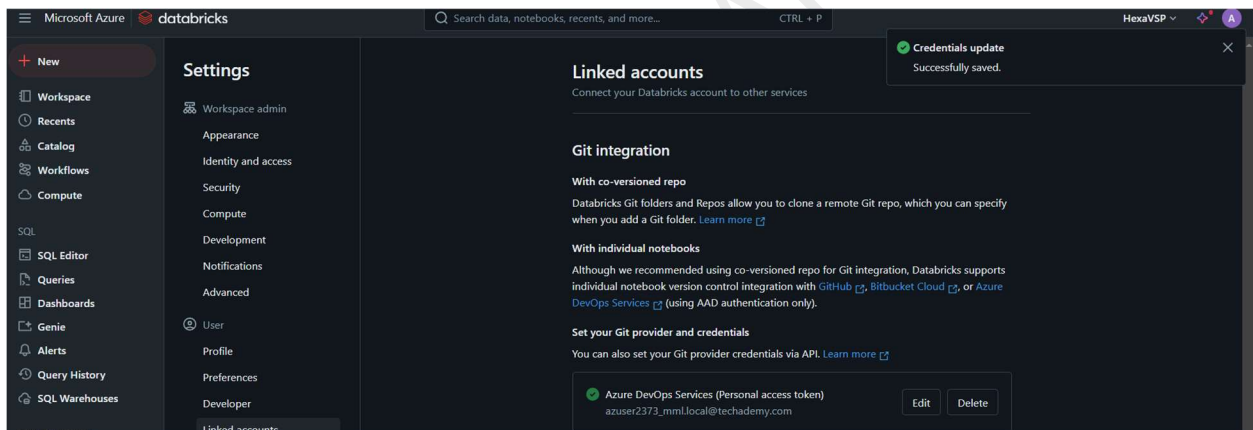 Microsoft Azure databricks Search data, notebooks, recents, and more... CTRL + P HexaVSP A
New
Workspace
Recents
Catalog
Workflows
Compute
SQL
SQL Editor
Queries
Dashboards
Genie
Alerts
Query History
SQL Warehouses
Settings
Workspace admin
Appearance
Identity and access
Security
Compute
Development
Notifications
Advanced
User
Profile
Preferences
Developer
Linked accounts
Linked accounts
Connect your Databricks account to other services
Git integration
With co-versioned repo
Databricks Git folders and Repos allow you to clone a remote Git repo, which you can specify
when you add a Git folder. Learn more
With individual notebooks
Although we recommended using co-versioned repo for Git integration, Databricks supports
individual notebook version control integration with GitHub, Bitbucket Cloud, or Azure
DevOps Services (using AAD authentication only).
Set your Git provider and credentials
You can also set your Git provider credentials via API. Learn more
Azure DevOps Services (Personal access token)
azuser2373_mml.local@techademy.com
Edit Delete
Credentials update
Successfully saved.